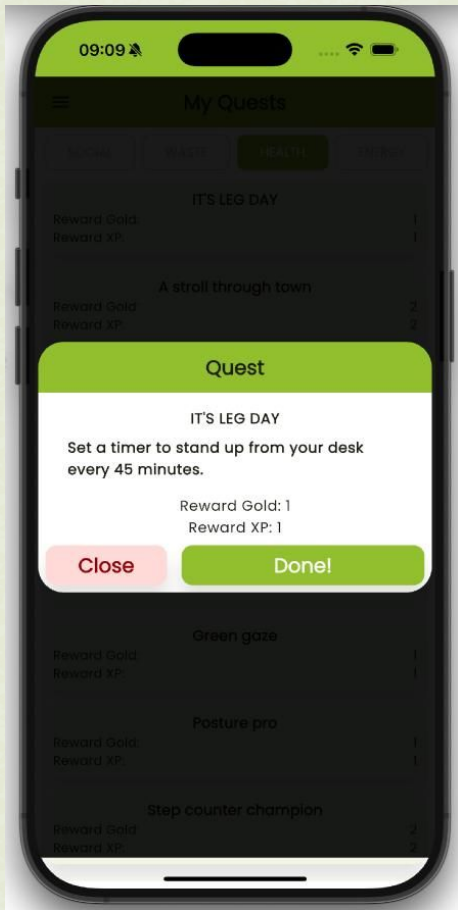 09:09
My Quests
SOCIAL WASTE HEALTH ENERGY
IT'S LEG DAY
Reward Gold: 1
Reward XP: 1
A stroll through town
Reward Gold: 2
Reward XP: 2
Quest
IT'S LEG DAY
Set a timer to stand up from your desk
every 45 minutes.
Reward Gold: 1
Reward XP: 1
Close Done!
Green gaze
Reward Gold: 1
Reward XP: 1
Posture pro
Reward Gold: 1
Reward XP: 1
Step counter champion
Reward Gold: 2
Reward XP: 2